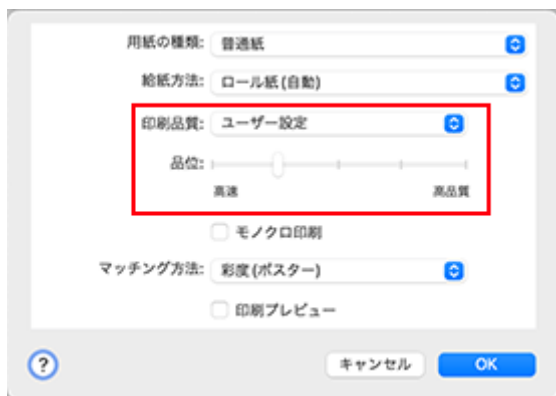 用紙の種類: 普通紙
給紙方法: ロール紙(自動)
印刷品質: ユーザー設定
品位:
高速 高品質
モノクロ印刷
マッチング方法: 彩度(ポスター)
印刷プレビュー
? キャンセル OK